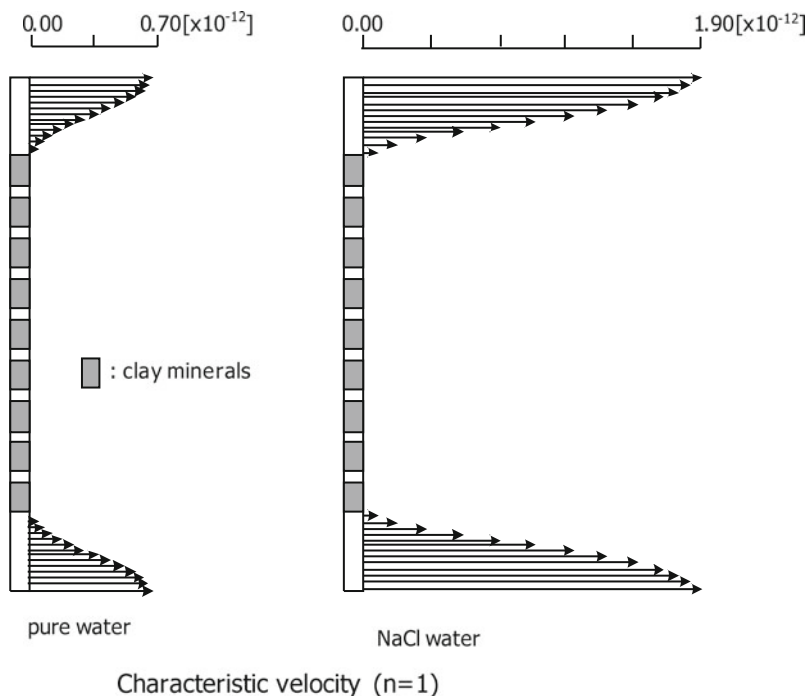 0.00 0.70[x10⁻¹²] 0.00 1.90[x10⁻¹²]
: clay minerals
pure water
NaCl water
Characteristic velocity (n=1)